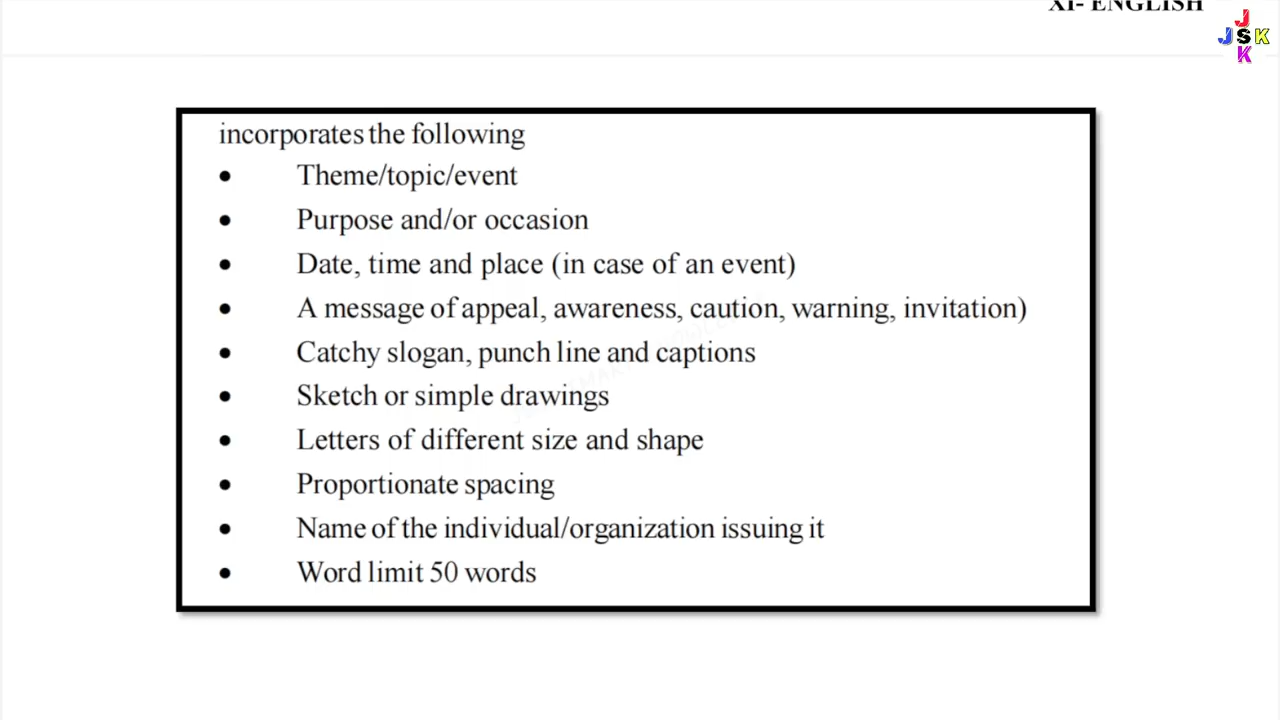 XI- ENGLISH
J
J S K
K
incorporates the following
• Theme/topic/event
• Purpose and/or occasion
• Date, time and place (in case of an event)
• A message of appeal, awareness, caution, warning, invitation)
• Catchy slogan, punch line and captions
• Sketch or simple drawings
• Letters of different size and shape
• Proportionate spacing
• Name of the individual/organization issuing it
• Word limit 50 words